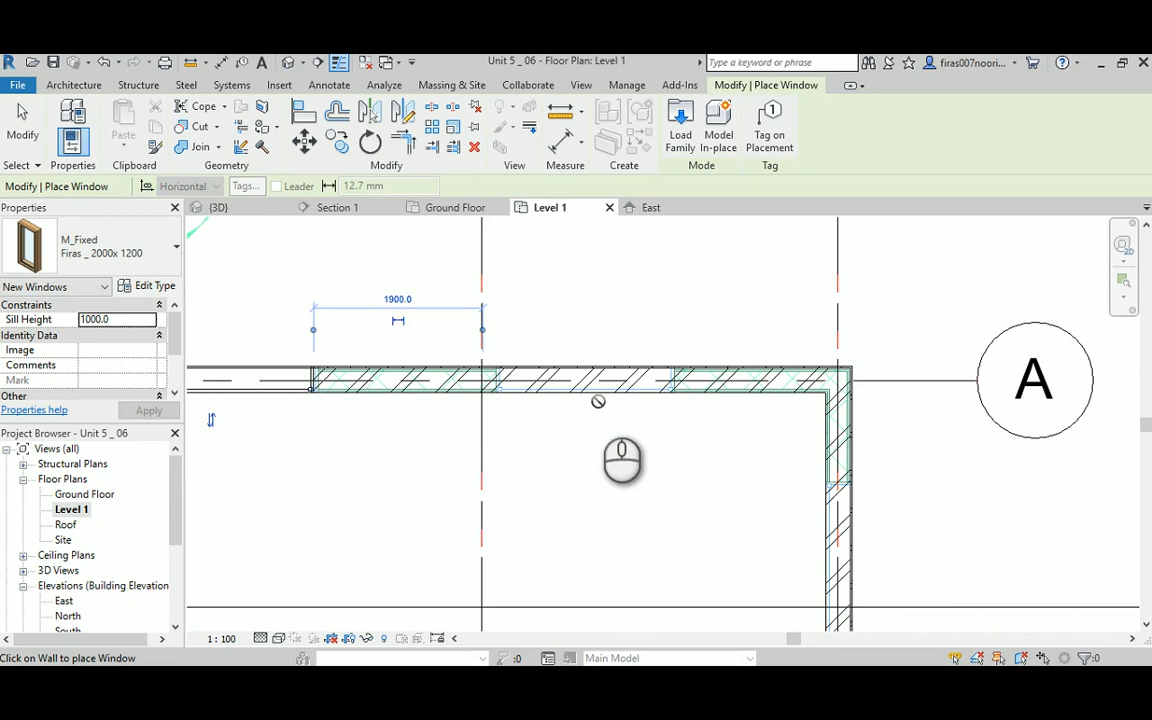 Unit 5 _ 06 - Floor Plan: Level 1
Type a keyword or phrase
firas007noori...
File
Architecture
Structure
Steel
Systems
Insert
Annotate
Analyze
Massing & Site
Collaborate
View
Manage
Add-Ins
Modify | Place Window
Modify
Paste
Cope
Cut
Join
Load
Family
Model
In-place
Tag on
Placement
Select
Properties
Clipboard
Geometry
Modify
View
Measure
Create
Mode
Tag
Modify | Place Window
Horizontal
Tags...
Leader
12.7 mm
Properties
{3D}
Section 1
Ground Floor
Level 1
East
M_Fixed
Firas _ 2000x 1200
New Windows
Edit Type
Constraints
Sill Height
1000.0
Identity Data
Image
Comments
Mark
Other
Properties help
Apply
1900.0
A
Project Browser - Unit 5 _ 06
Views (all)
Structural Plans
Floor Plans
Ground Floor
Level 1
Roof
Site
Ceiling Plans
3D Views
Elevations (Building Elevation
East
North
1 : 100
Click on Wall to place Window
:0
Main Model
:0